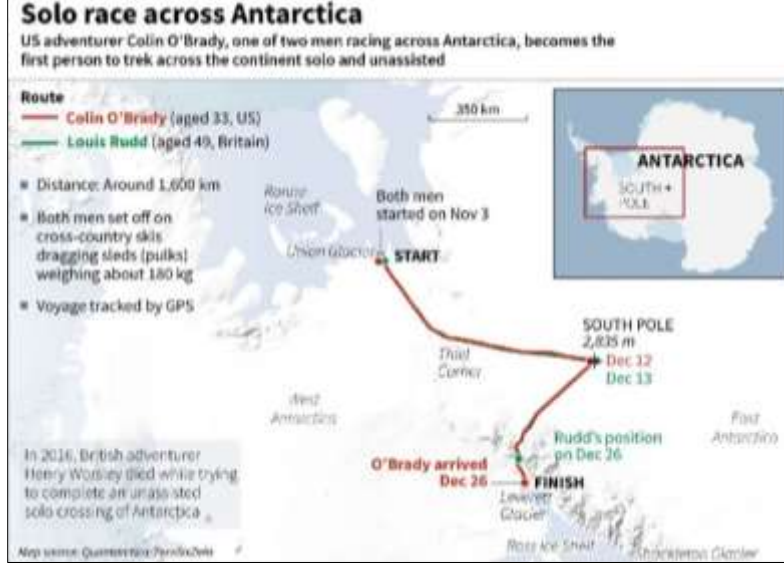 Solo race across Antarctica
US adventurer Colin O'Brady, one of two men racing across Antarctica, becomes the
first person to trek across the continent solo and unassisted
Route
Colin O'Brady (aged 33, US)
Louis Rudd (aged 49, Britain)
Distance: Around 1,600 km
Both men set off on
cross-country skis
dragging sleds (pulks)
weighing about 180 kg
Voyage tracked by GPS
350 km
ANTARCTICA
SOUTH
POLE
Ronne
Ice Shelf
Both men
started on Nov 3
Union Glacier
START
SOUTH POLE
2,835 m
Dec 12
Dec 13
Thiel
Corner
West
Antarctica
East
Antarctica
Rudd's position
on Dec 26
O'Brady arrived
Dec 26
FINISH
Leverett
Glacier
Ross Ice Shelf
Shackleton Glacier
In 2016, British adventurer
Henry Worsley died while trying
to complete an unassisted
solo crossing of Antarctica
Map source: